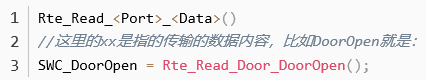 1 Rte_Read_<Port>_<Data>()
2 //这里的xx是指的传输的数据内容，比如DoorOpen就是：
3 SWC_DoorOpen = Rte_Read_Door_DoorOpen();